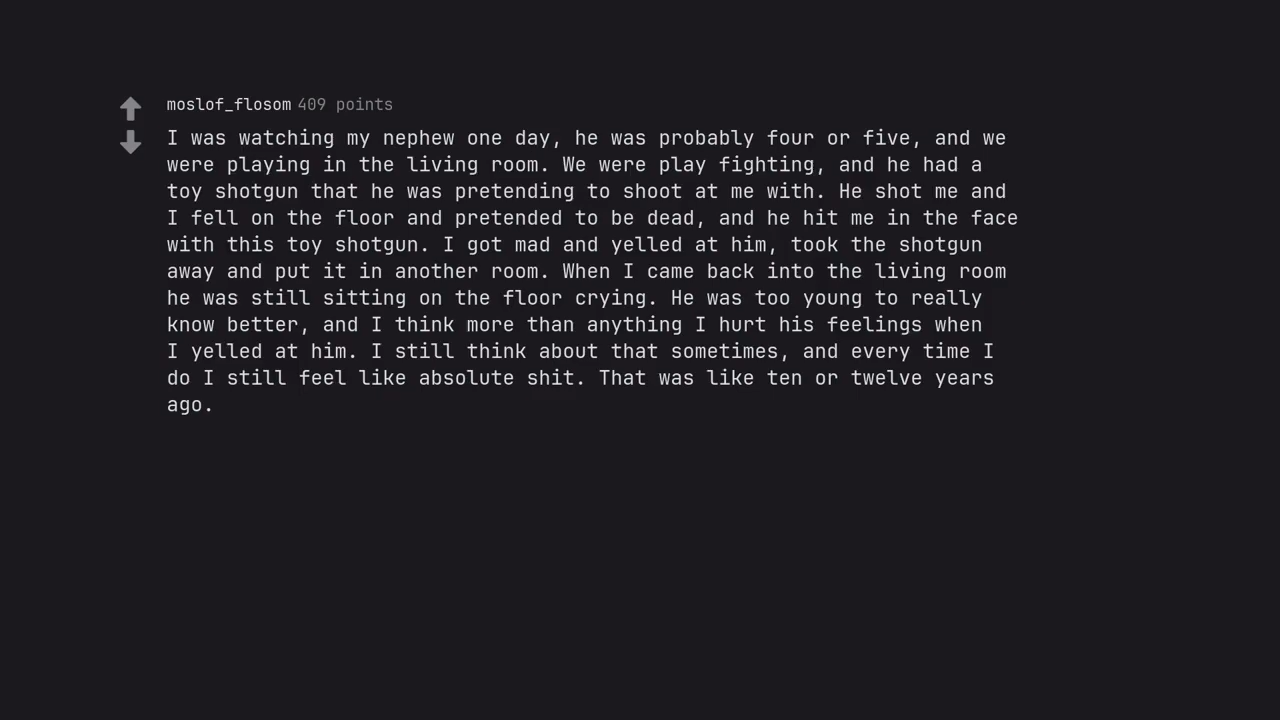 moslof_flosom 409 points
I was watching my nephew one day, he was probably four or five, and we
were playing in the living room. We were play fighting, and he had a
toy shotgun that he was pretending to shoot at me with. He shot me and
I fell on the floor and pretended to be dead, and he hit me in the face
with this toy shotgun. I got mad and yelled at him, took the shotgun
away and put it in another room. When I came back into the living room
he was still sitting on the floor crying. He was too young to really
know better, and I think more than anything I hurt his feelings when
I yelled at him. I still think about that sometimes, and every time I
do I still feel like absolute shit. That was like ten or twelve years
ago.